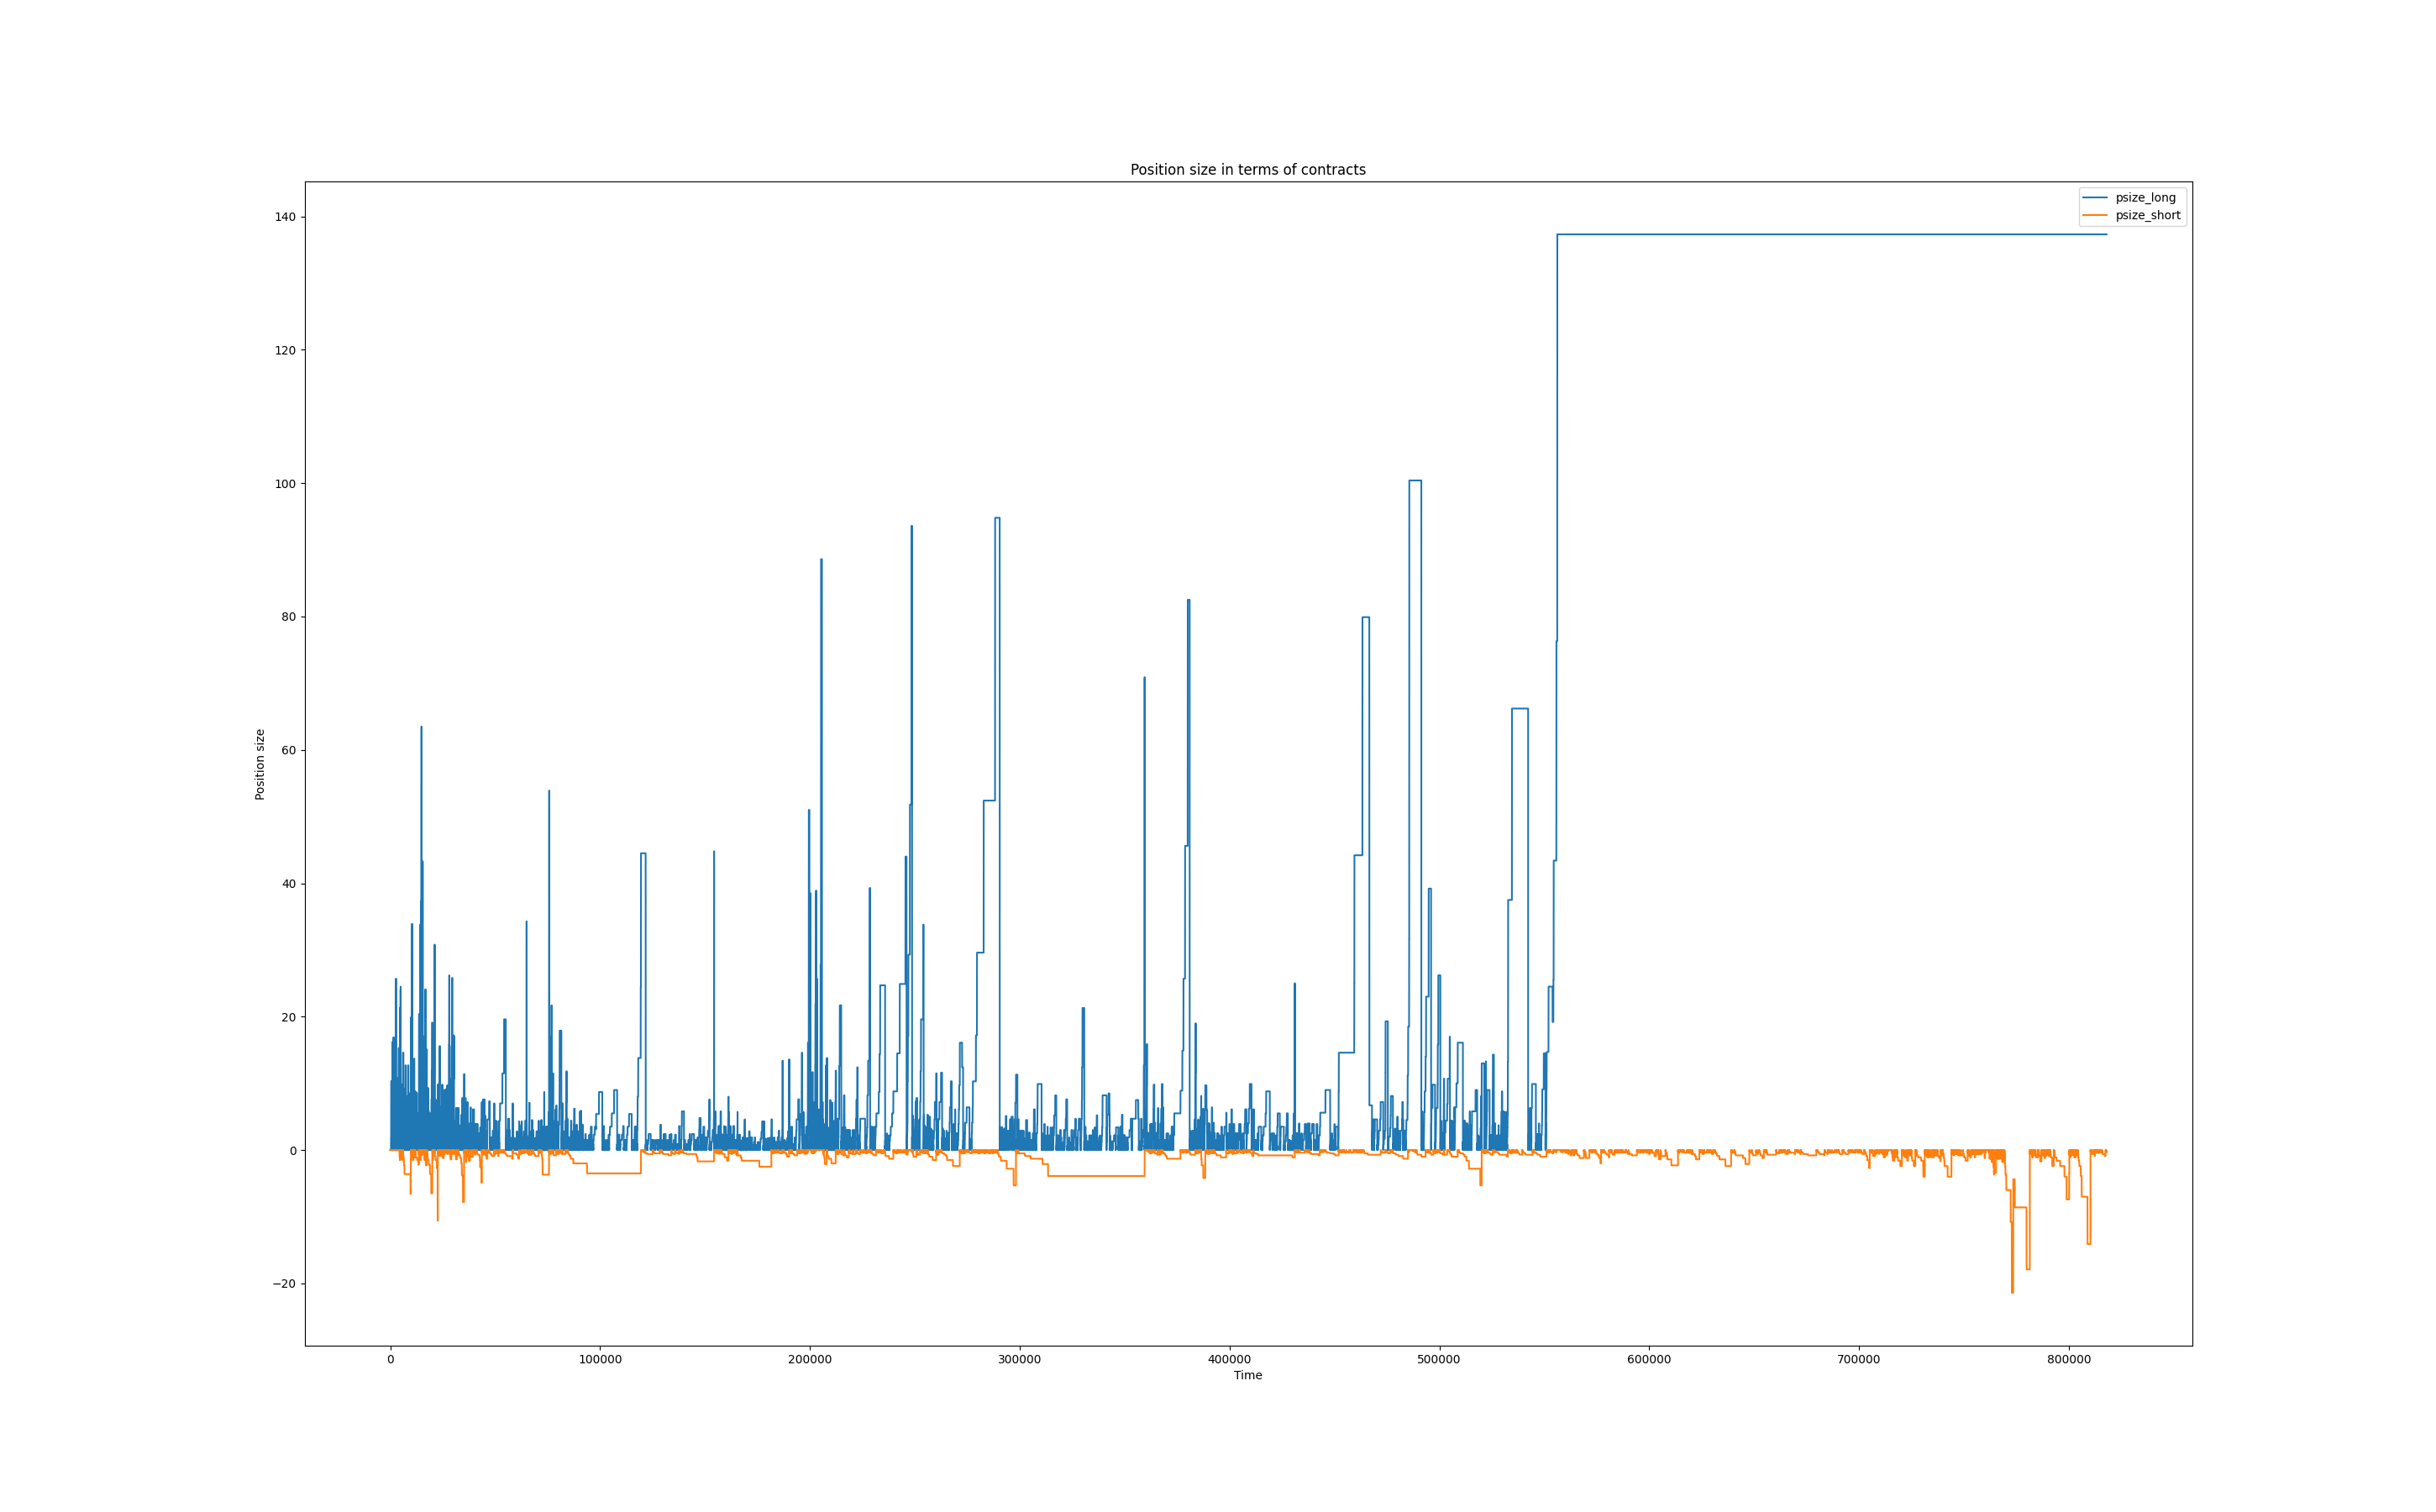 Position size in terms of contracts
psize_long
psize_short
140
120
100
80
60
40
20
0
−20
Position size
0 100000 200000 300000 400000 500000 600000 700000 800000
Time